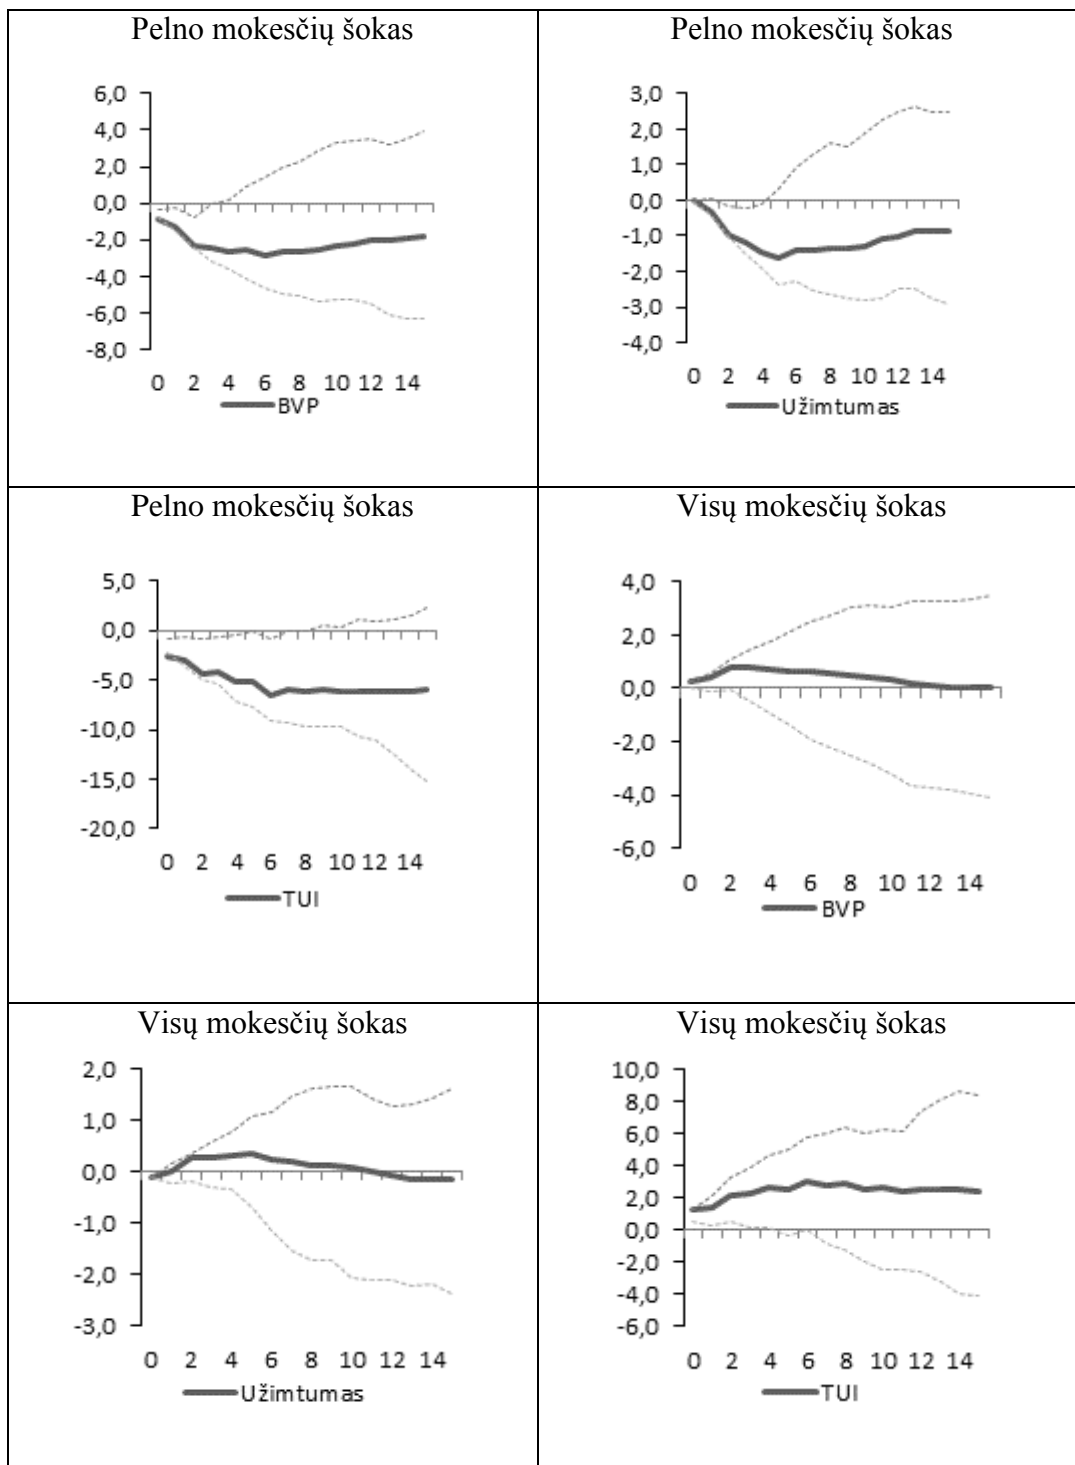 Pelno mokesčių šokas
6,0
4,0
2,0
0,0
-2,0
-4,0
-6,0
-8,0
0 2 4 6 8 10 12 14
BVP
Pelno mokesčių šokas
3,0
2,0
1,0
0,0
-1,0
-2,0
-3,0
-4,0
0 2 4 6 8 10 12 14
Užimtumas
Pelno mokesčių šokas
5,0
0,0
-5,0
-10,0
-15,0
-20,0
0 2 4 6 8 10 12 14
TUI
Visų mokesčių šokas
4,0
2,0
0,0
-2,0
-4,0
-6,0
0 2 4 6 8 10 12 14
BVP
Visų mokesčių šokas
2,0
1,0
0,0
-1,0
-2,0
-3,0
0 2 4 6 8 10 12 14
Užimtumas
Visų mokesčių šokas
10,0
8,0
6,0
4,0
2,0
0,0
-2,0
-4,0
-6,0
0 2 4 6 8 10 12 14
TUI